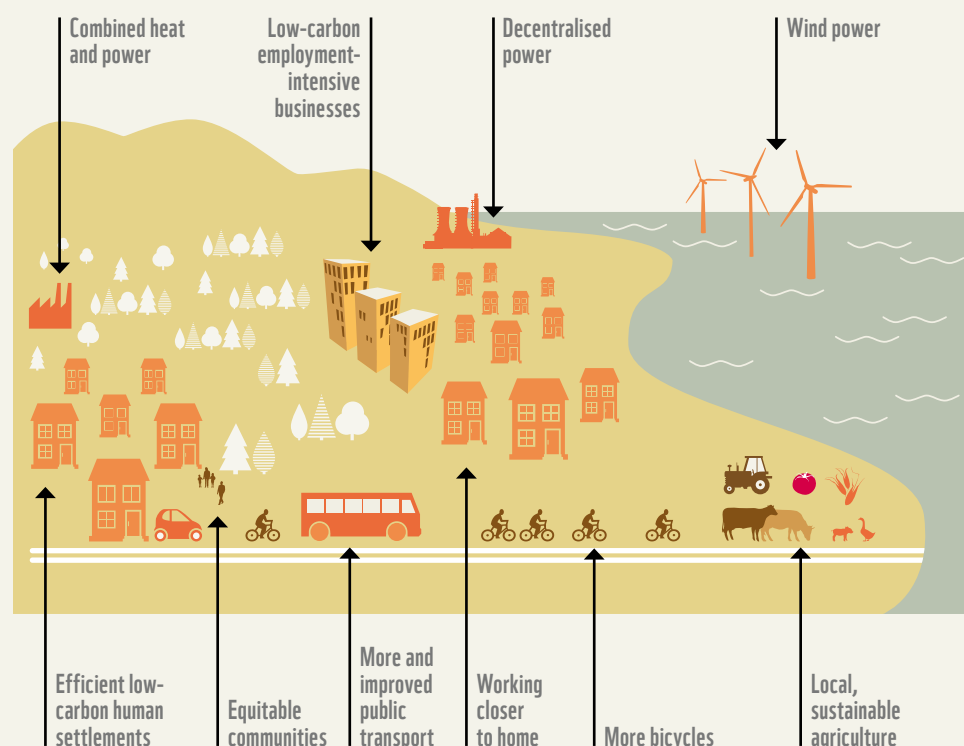 Combined heat
and power
Low-carbon
employment-
intensive
businesses
Decentralised
power
Wind power
Efficient low-
carbon human
settlements
Equitable
communities
More and
improved
public
transport
Working
closer
to home
More bicycles
Local,
sustainable
agriculture